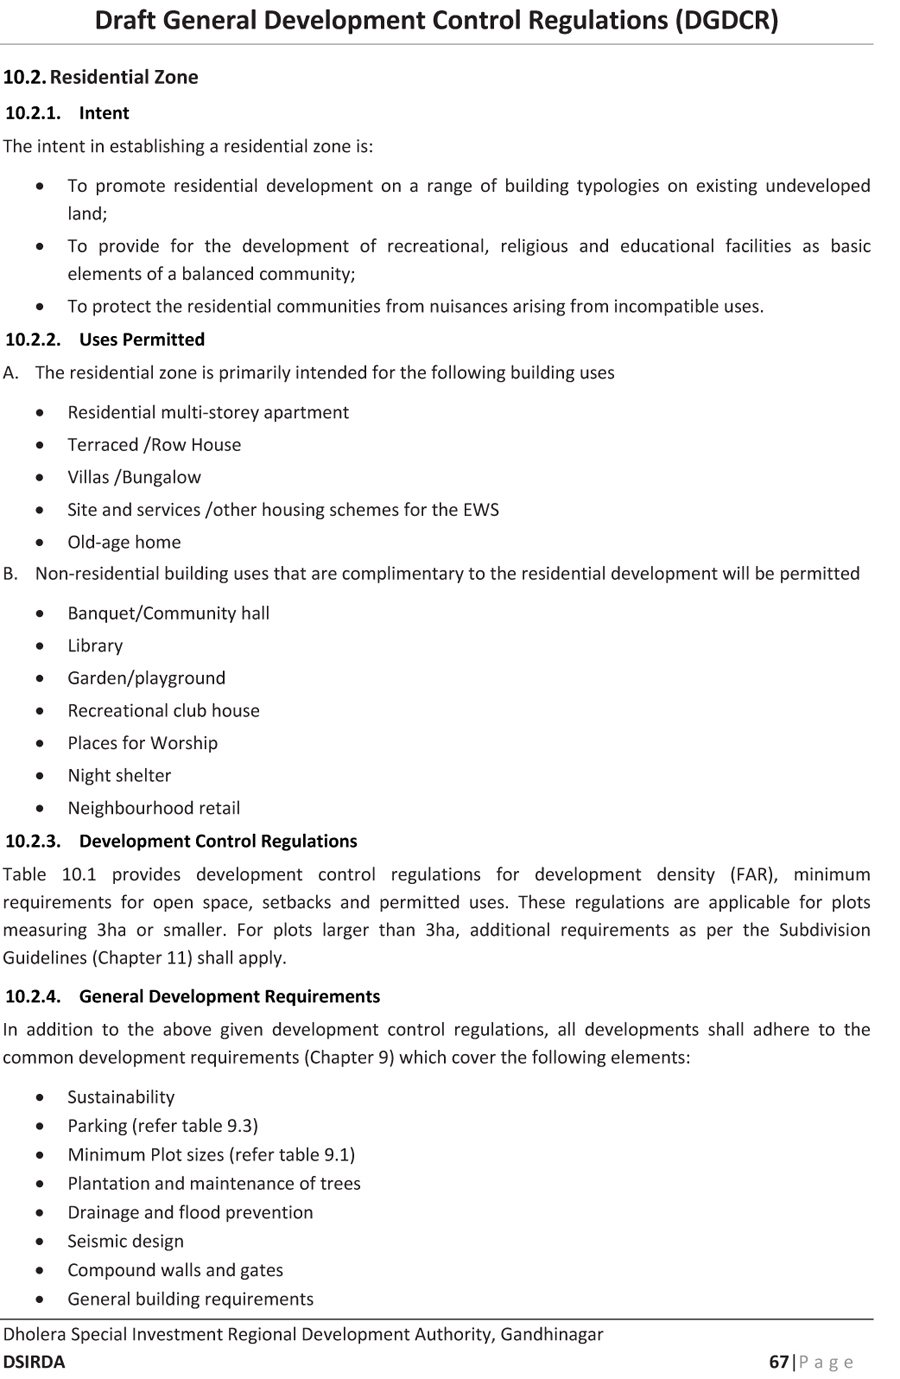 Draft General Development Control Regulations (DGDCR)
10.2. Residential Zone
10.2.1. Intent
The intent in establishing a residential zone is:
• To promote residential development on a range of building typologies on existing undeveloped
land;
• To provide for the development of recreational, religious and educational facilities as basic
elements of a balanced community;
• To protect the residential communities from nuisances arising from incompatible uses.
10.2.2. Uses Permitted
A. The residential zone is primarily intended for the following building uses
• Residential multi-storey apartment
• Terraced /Row House
• Villas /Bungalow
• Site and services /other housing schemes for the EWS
• Old-age home
B. Non-residential building uses that are complimentary to the residential development will be permitted
• Banquet/Community hall
• Library
• Garden/playground
• Recreational club house
• Places for Worship
• Night shelter
• Neighbourhood retail
10.2.3. Development Control Regulations
Table 10.1 provides development control regulations for development density (FAR), minimum
requirements for open space, setbacks and permitted uses. These regulations are applicable for plots
measuring 3ha or smaller. For plots larger than 3ha, additional requirements as per the Subdivision
Guidelines (Chapter 11) shall apply.
10.2.4. General Development Requirements
In addition to the above given development control regulations, all developments shall adhere to the
common development requirements (Chapter 9) which cover the following elements:
• Sustainability
• Parking (refer table 9.3)
• Minimum Plot sizes (refer table 9.1)
• Plantation and maintenance of trees
• Drainage and flood prevention
• Seismic design
• Compound walls and gates
• General building requirements
Dholera Special Investment Regional Development Authority, Gandhinagar
DSIRDA 67|Page